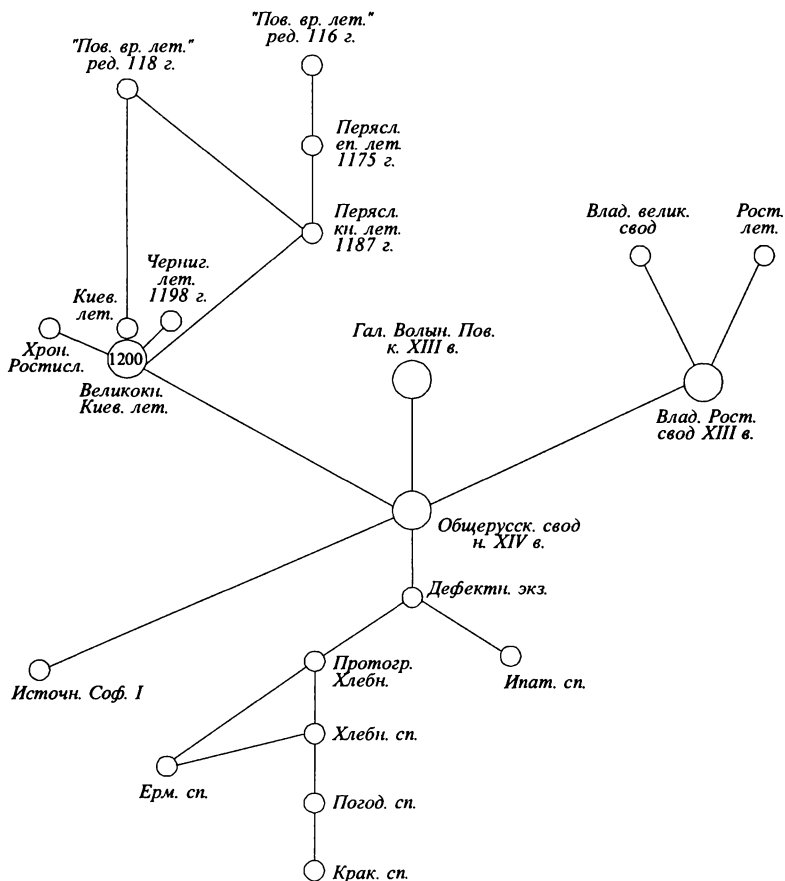 "Пов. вр. лет."
ред. 118 г.
"Пов. вр. лет."
ред. 116 г.
Перясл.
еп. лет.
1175 г.
Перясл.
кн. лет.
1187 г.
Влад. велик.
свод
Рост.
лет.
Черниг.
лет.
1198 г.
Киев.
лет.
Хрон.
Ростисл.
1200
Великокн.
Киев. лет.
Гал. Волын. Пов.
к. XIII в.
Влад. Рост.
свод XIII в.
Общерусск. свод
н. XIV в.
Дефектн. экз.
Источн. Соф. I
Протогр.
Хлебн.
Ипат. сп.
Хлебн. сп.
Ерм. сп.
Погод. сп.
Крак. сп.